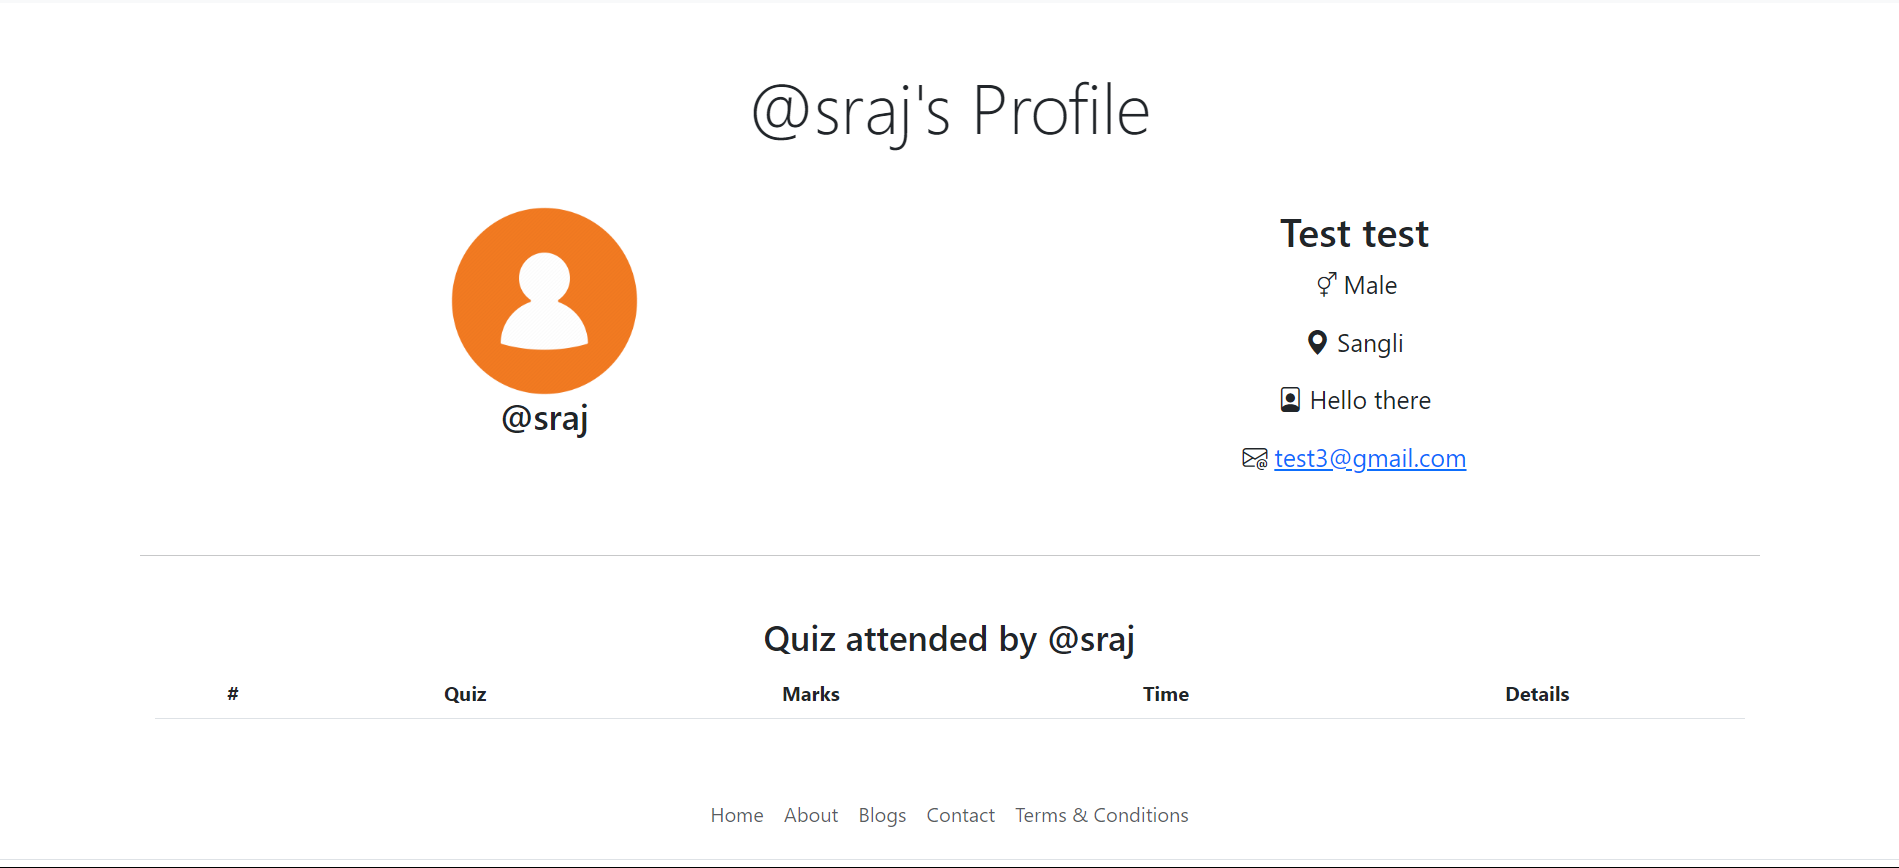 @sraj's Profile
@sraj
Test test
Male
Sangli
Hello there
test3@gmail.com
Quiz attended by @sraj
# Quiz Marks Time Details
Home About Blogs Contact Terms & Conditions